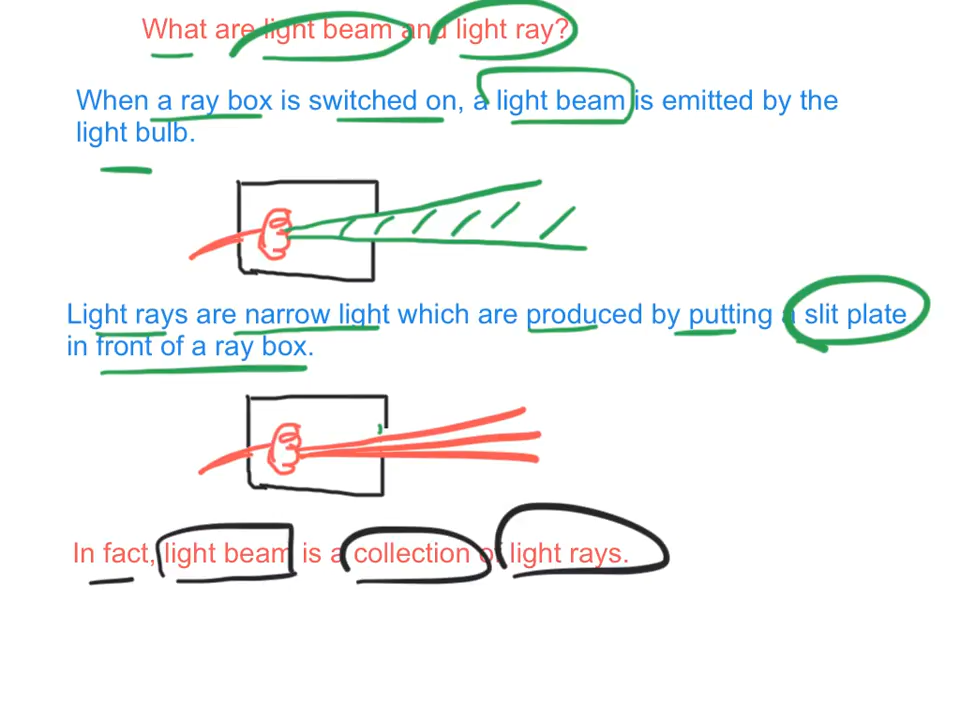 What are light beam and light ray?
When a ray box is switched on, a light beam is emitted by the
light bulb.
Light rays are narrow light which are produced by putting a slit plate
in front of a ray box.
In fact, light beam is a collection of light rays.